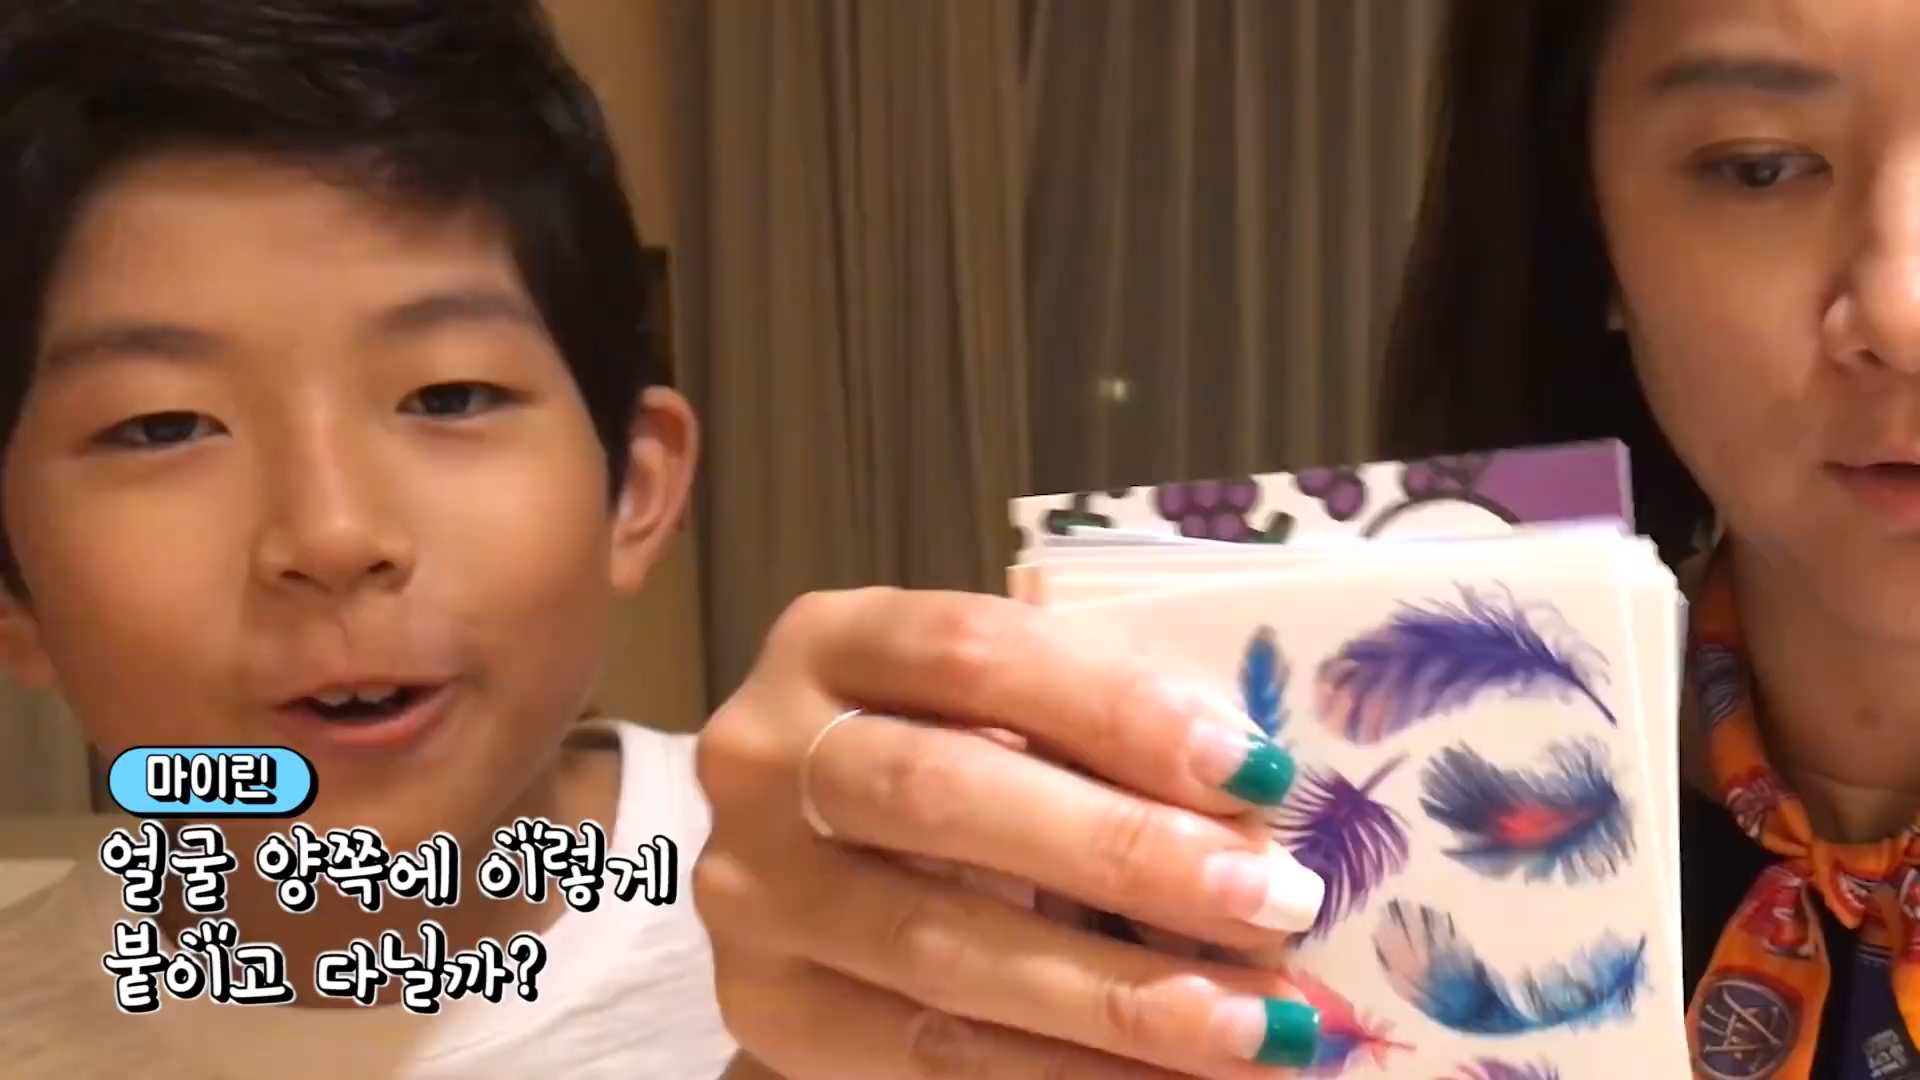 마이린
얼굴 양쪽에 이렇게
붙이고 다닐까?